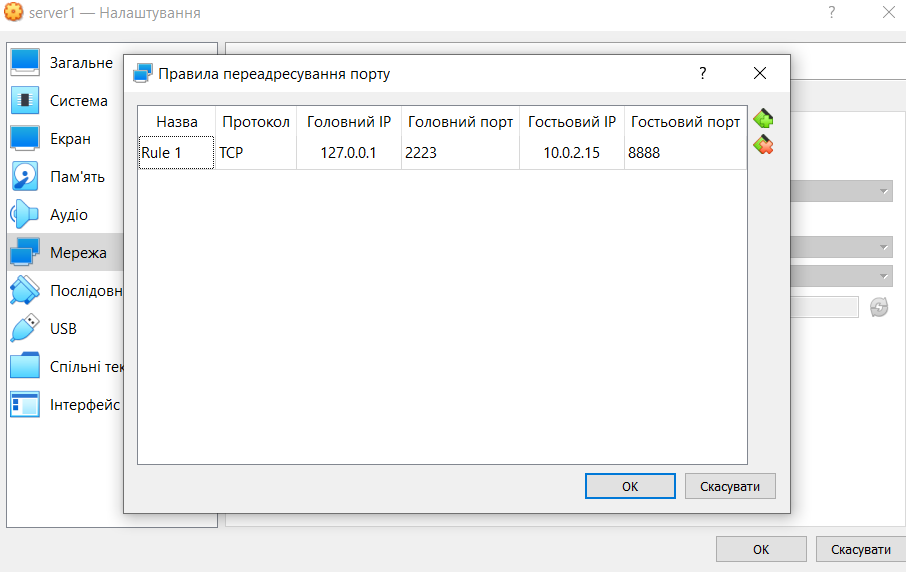 server1 — Налаштування
?
Загальне
Система
Екран
Пам'ять
Аудіо
Мережа
Послідовн
USB
Спільні тек
Інтерфейс
Правила переадресування порту
?
Назва Протокол Головний IP Головний порт Гостьовий IP Гостьовий порт
Rule 1 TCP 127.0.0.1 2223 10.0.2.15 8888
ОК Скасувати
ОК Скасувати